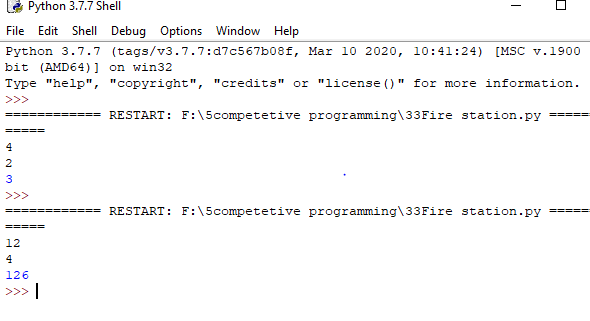 Python 3.7.7 Shell
File Edit Shell Debug Options Window Help
Python 3.7.7 (tags/v3.7.7:d7c567b08f, Mar 10 2020, 10:41:24) [MSC v.1900
bit (AMD64)] on win32
Type "help", "copyright", "credits" or "license()" for more information.
>>>
============ RESTART: F:\5competetive programming\33Fire station.py =====
=====
4
2
3
>>>
============ RESTART: F:\5competetive programming\33Fire station.py =====
=====
12
4
126
>>>